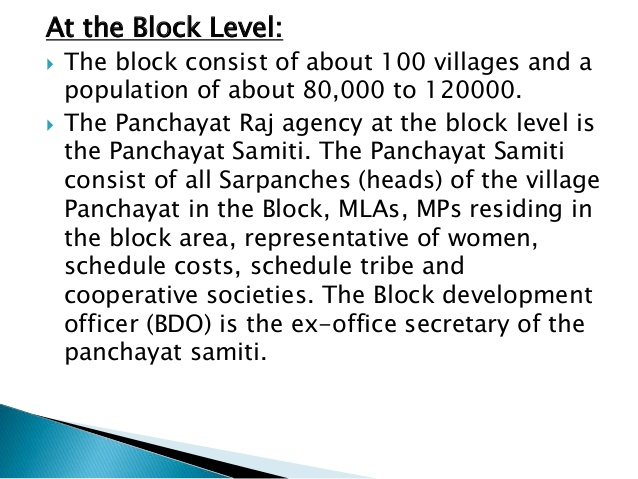 At the Block Level:
The block consist of about 100 villages and a
population of about 80,000 to 120000.
The Panchayat Raj agency at the block level is
the Panchayat Samiti. The Panchayat Samiti
consist of all Sarpanches (heads) of the village
Panchayat in the Block, MLAs, MPs residing in
the block area, representative of women,
schedule costs, schedule tribe and
cooperative societies. The Block development
officer (BDO) is the ex-office secretary of the
panchayat samiti.